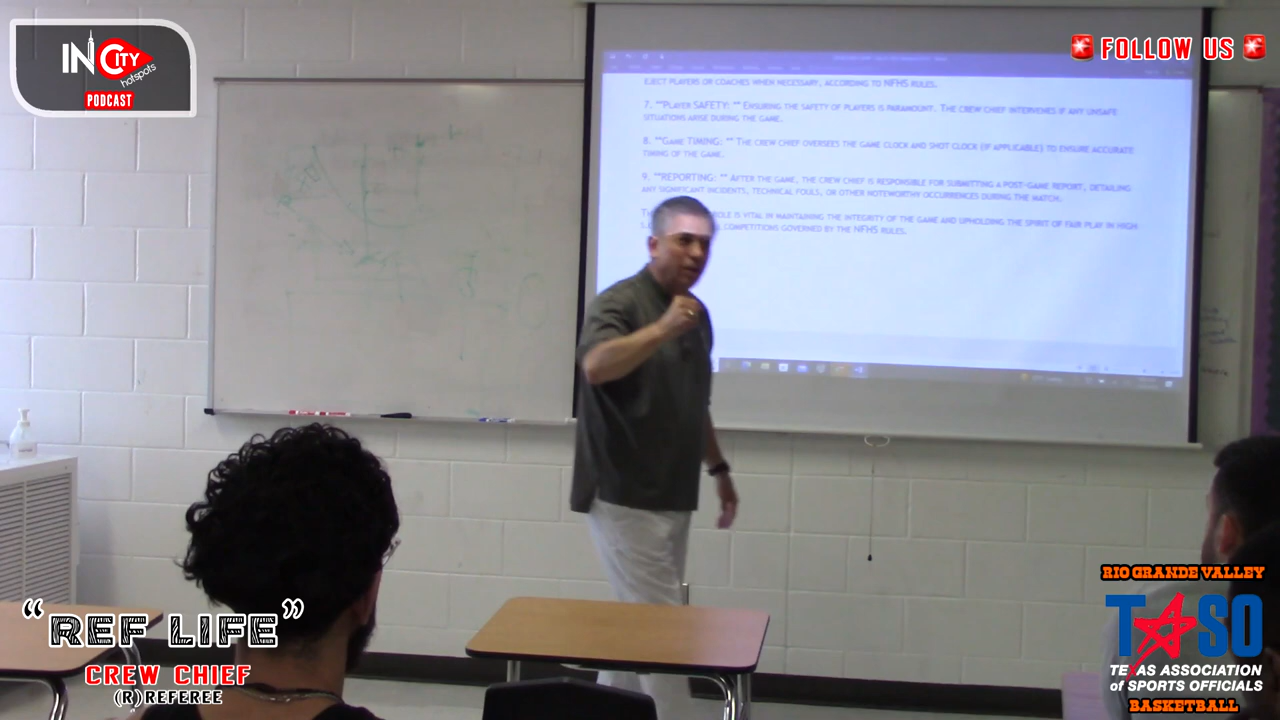 IN CITY
hotspots
PODCAST
FOLLOW US
EJECT PLAYERS OR COACHES WHEN NECESSARY, ACCORDING TO NFHS RULES.
7. **PLAYER SAFETY: ** ENSURING THE SAFETY OF PLAYERS IS PARAMOUNT. THE CREW CHIEF INTERVENES IF ANY UNSAFE
SITUATIONS ARISE DURING THE GAME.
8. **GAME TIMING: ** THE CREW CHIEF OVERSEES THE GAME CLOCK AND SHOT CLOCK (IF APPLICABLE) TO ENSURE ACCURATE
TIMING OF THE GAME.
9. **REPORTING: ** AFTER THE GAME, THE CREW CHIEF IS RESPONSIBLE FOR SUBMITTING A POST-GAME REPORT, DETAILING
ANY SIGNIFICANT INCIDENTS, TECHNICAL FOULS, OR OTHER NOTEWORTHY OCCURRENCES DURING THE MATCH.
ROLE IS VITAL IN MAINTAINING THE INTEGRITY OF THE GAME AND UPHOLDING THE SPIRIT OF FAIR PLAY IN HIGH
COMPETITIONS GOVERNED BY THE NFHS RULES.
"REF LIFE"
CREW CHIEF
(R)REFEREE
RIO GRANDE VALLEY
TASO
TEXAS ASSOCIATION
of SPORTS OFFICIALS
BASKETBALL